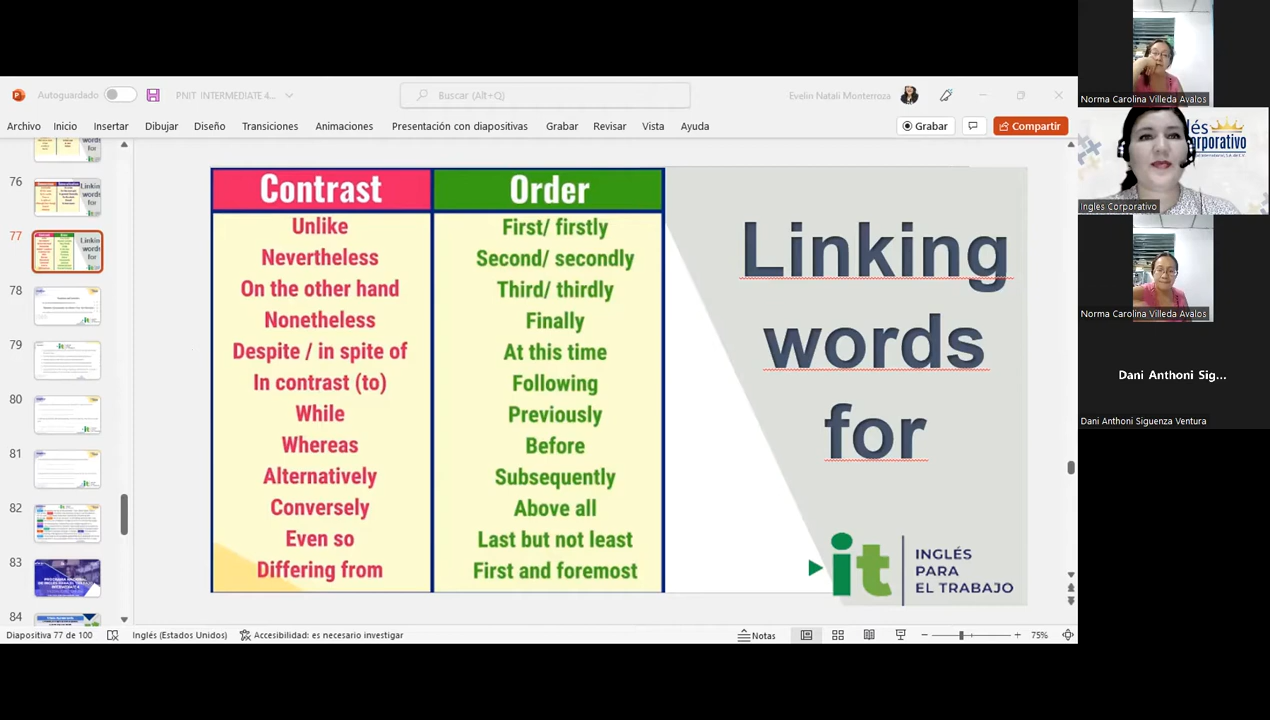 Autoguardado
PNIT INTERMEDIATE 4...
Buscar (Alt+Q)
Evelin Natali Monterroza
Archivo
Inicio
Insertar
Dibujar
Diseño
Transiciones
Animaciones
Presentación con diapositivas
Grabar
Revisar
Vista
Ayuda
Grabar
Compartir
76
77
78
79
80
81
82
83
84
Contrast
Unlike
Nevertheless
On the other hand
Nonetheless
Despite / in spite of
In contrast (to)
While
Whereas
Alternatively
Conversely
Even so
Differing from
Order
First/ firstly
Second/ secondly
Third/ thirdly
Finally
At this time
Following
Previously
Before
Subsequently
Above all
Last but not least
First and foremost
Linking
words
for
it
INGLÉS
PARA
EL TRABAJO
Diapositiva 77 de 100
Inglés (Estados Unidos)
Accesibilidad: es necesario investigar
Notas
75%
Norma Carolina Villeda Avalos
Inglés Corporativo
Norma Carolina Villeda Avalos
Dani Anthoni Sig...
Dani Anthoni Siguenza Ventura